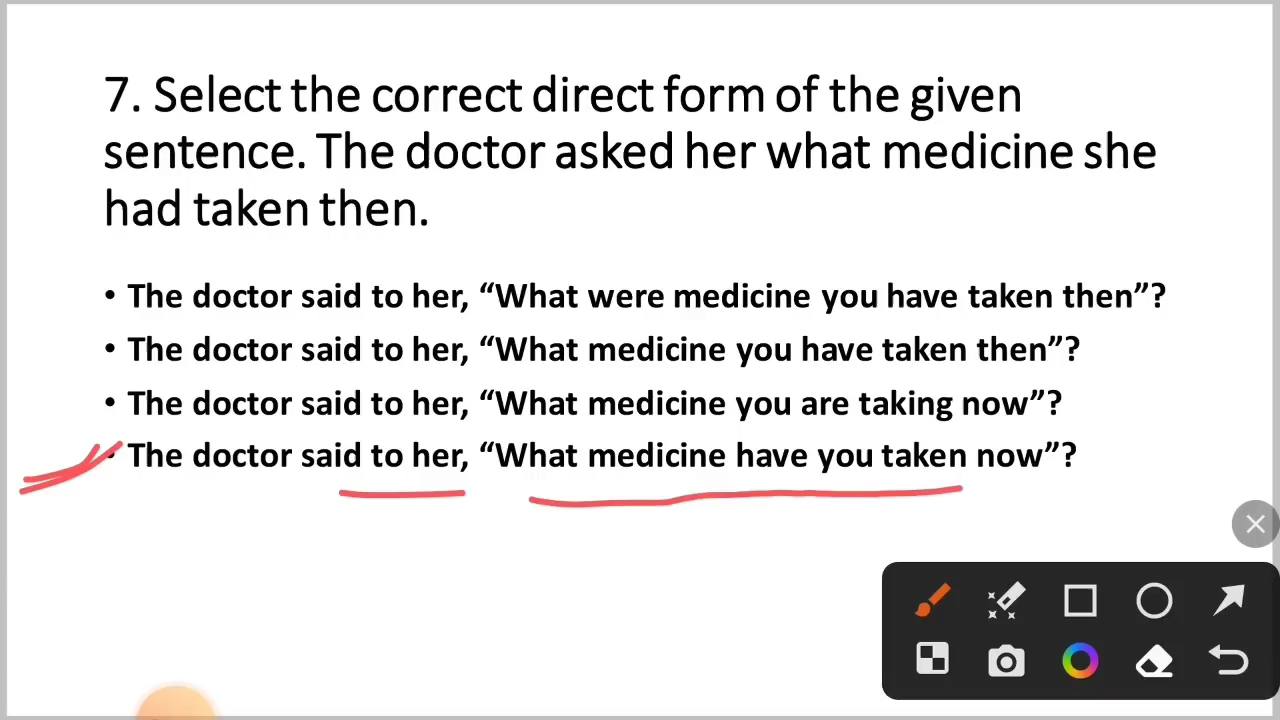 7. Select the correct direct form of the given
sentence. The doctor asked her what medicine she
had taken then.
• The doctor said to her, “What were medicine you have taken then”?
• The doctor said to her, “What medicine you have taken then”?
• The doctor said to her, “What medicine you are taking now”?
• The doctor said to her, “What medicine have you taken now”?